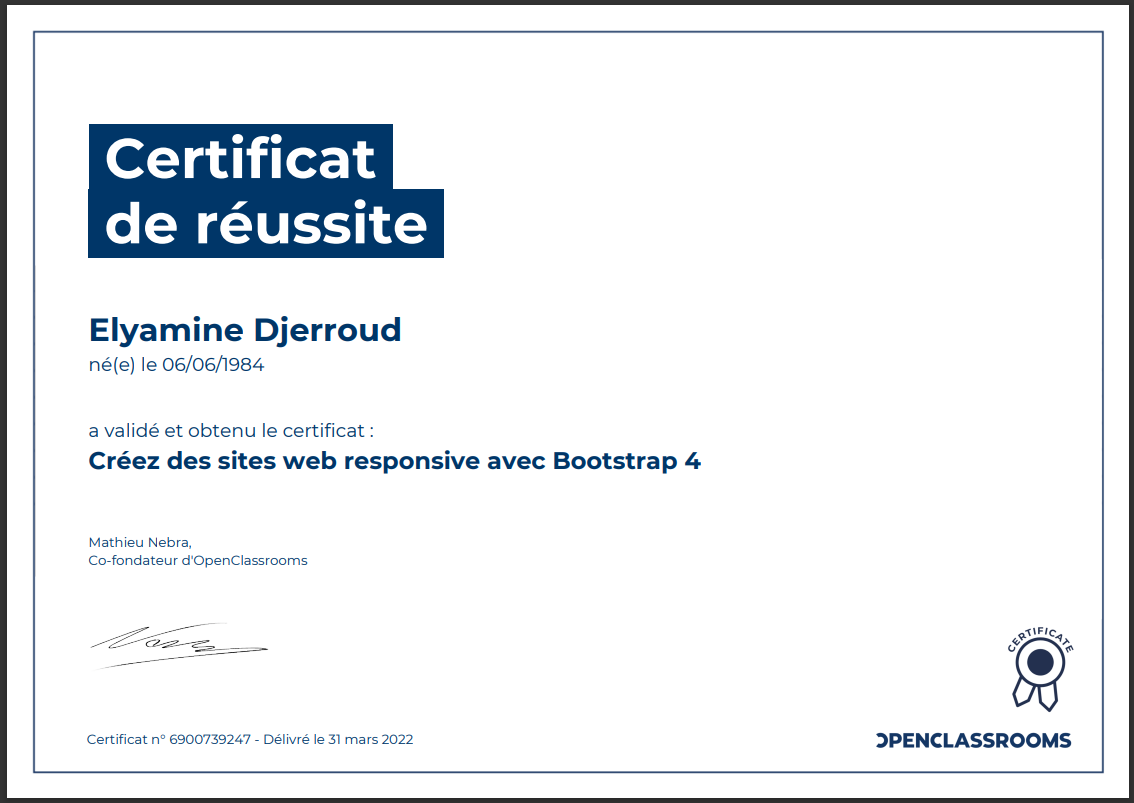 Certificat
de réussite
Elyamine Djerroud
né(e) le 06/06/1984
a validé et obtenu le certificat :
Créez des sites web responsive avec Bootstrap 4
Mathieu Nebra,
Co-fondateur d'OpenClassrooms
CERTIFICATE
Certificat n° 6900739247 - Délivré le 31 mars 2022
OPENCLASSROOMS